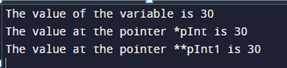 The value of the variable is 30
The value at the pointer *pInt is 30
The value at the pointer **pInt1 is 30